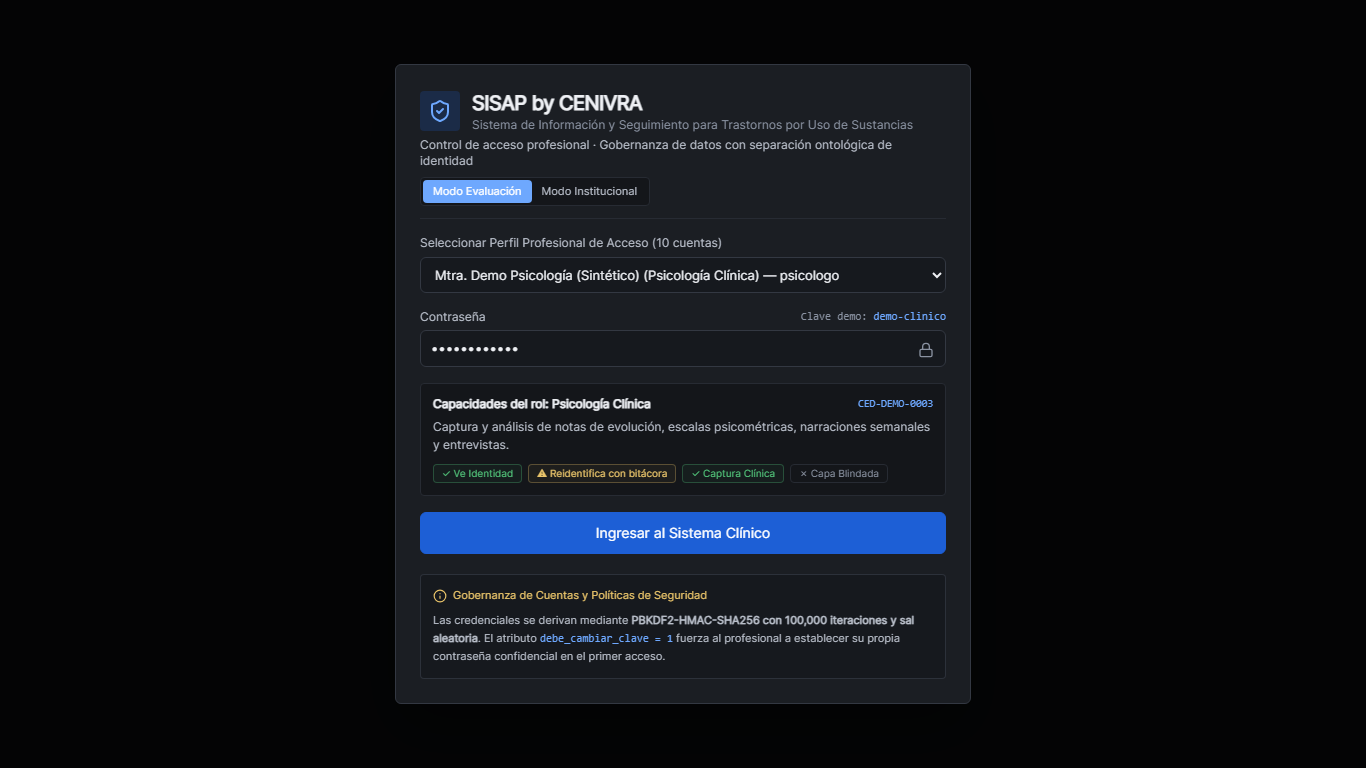 SISAP by CENIVRA
Sistema de Información y Seguimiento para Trastornos por Uso de Sustancias
Control de acceso profesional · Gobernanza de datos con separación ontológica de
identidad
Modo Evaluación
Modo Institucional
Seleccionar Perfil Profesional de Acceso (10 cuentas)
Mtra. Demo Psicología (Sintético) (Psicología Clínica) — psicologo
Contraseña
Clave demo: demo-clinico
••••••••••••
Capacidades del rol: Psicología Clínica
CED-DEMO-0003
Captura y análisis de notas de evolución, escalas psicométricas, narraciones semanales
y entrevistas.
✓ Ve Identidad
⚠ Reidentifica con bitácora
✓ Captura Clínica
× Capa Blindada
Ingresar al Sistema Clínico
Gobernanza de Cuentas y Políticas de Seguridad
Las credenciales se derivan mediante PBKDF2-HMAC-SHA256 con 100,000 iteraciones y sal
aleatoria. El atributo debe_cambiar_clave = 1 fuerza al profesional a establecer su propia
contraseña confidencial en el primer acceso.